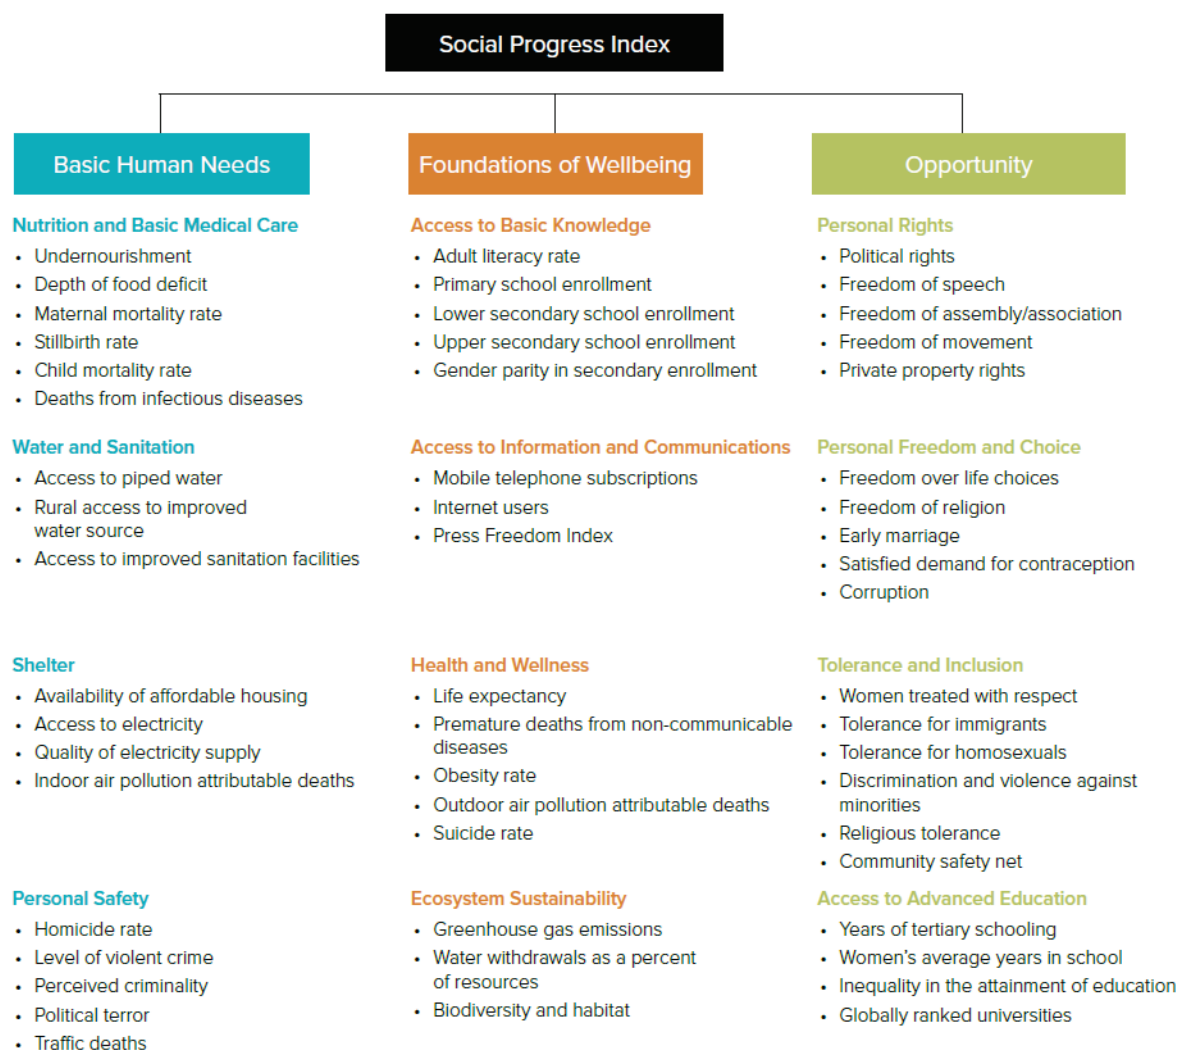 Social Progress Index
Basic Human Needs
Nutrition and Basic Medical Care
• Undernourishment
• Depth of food deficit
• Maternal mortality rate
• Stillbirth rate
• Child mortality rate
• Deaths from infectious diseases
Water and Sanitation
• Access to piped water
• Rural access to improved
water source
• Access to improved sanitation facilities
Shelter
• Availability of affordable housing
• Access to electricity
• Quality of electricity supply
• Indoor air pollution attributable deaths
Personal Safety
• Homicide rate
• Level of violent crime
• Perceived criminality
• Political terror
• Traffic deaths
Foundations of Wellbeing
Access to Basic Knowledge
• Adult literacy rate
• Primary school enrollment
• Lower secondary school enrollment
• Upper secondary school enrollment
• Gender parity in secondary enrollment
Access to Information and Communications
• Mobile telephone subscriptions
• Internet users
• Press Freedom Index
Health and Wellness
• Life expectancy
• Premature deaths from non-communicable
diseases
• Obesity rate
• Outdoor air pollution attributable deaths
• Suicide rate
Ecosystem Sustainability
• Greenhouse gas emissions
• Water withdrawals as a percent
of resources
• Biodiversity and habitat
Opportunity
Personal Rights
• Political rights
• Freedom of speech
• Freedom of assembly/association
• Freedom of movement
• Private property rights
Personal Freedom and Choice
• Freedom over life choices
• Freedom of religion
• Early marriage
• Satisfied demand for contraception
• Corruption
Tolerance and Inclusion
• Women treated with respect
• Tolerance for immigrants
• Tolerance for homosexuals
• Discrimination and violence against
minorities
• Religious tolerance
• Community safety net
Access to Advanced Education
• Years of tertiary schooling
• Women's average years in school
• Inequality in the attainment of education
• Globally ranked universities